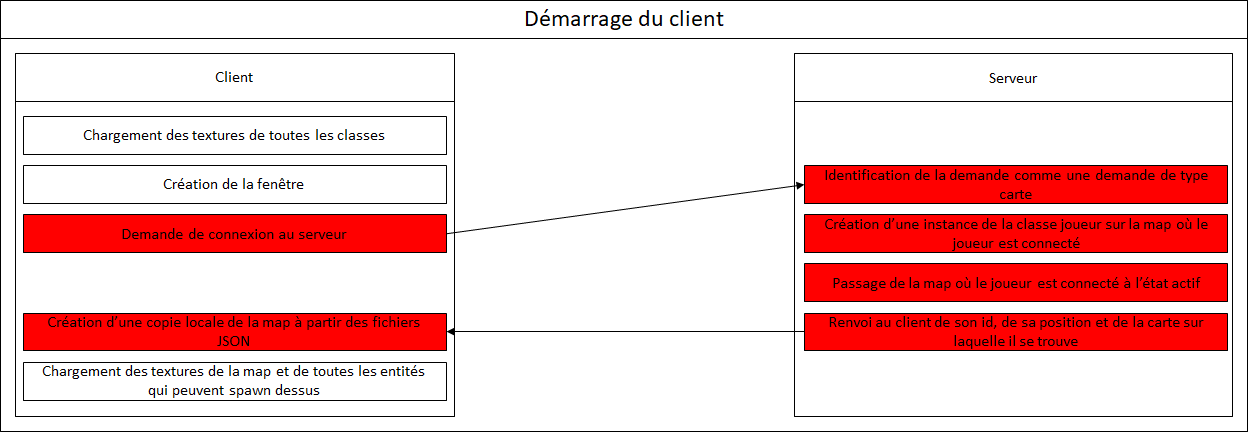 Démarrage du client
Client
Chargement des textures de toutes les classes
Création de la fenêtre
Demande de connexion au serveur
Création d'une copie locale de la map à partir des fichiers
JSON
Chargement des textures de la map et de toutes les entités
qui peuvent spawn dessus
Serveur
Identification de la demande comme une demande de type
carte
Création d'une instance de la classe joueur sur la map où le
joueur est connecté
Passage de la map où le joueur est connecté à l'état actif
Renvoi au client de son id, de sa position et de la carte sur
laquelle il se trouve